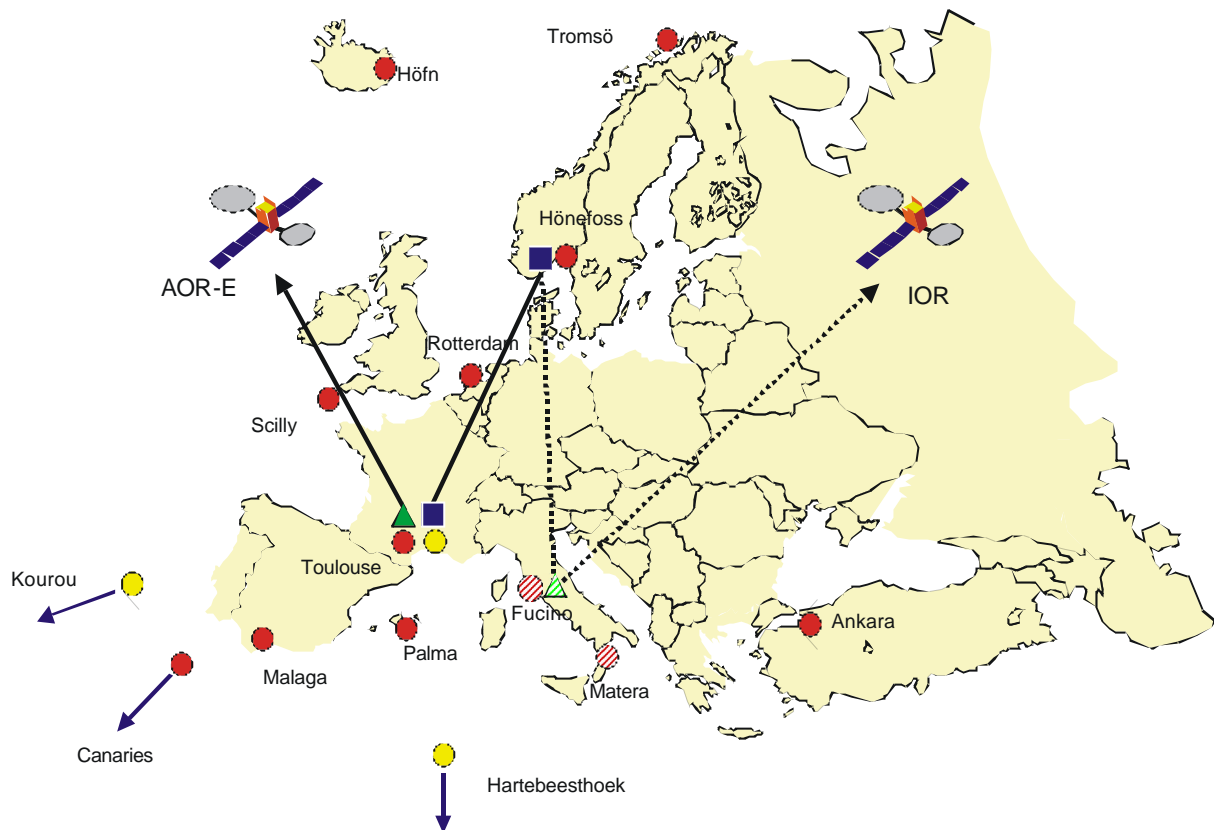 Tromsö
Höfn
Hönefoss
AOR-E
IOR
Rotterdam
Scilly
Toulouse
Kourou
Fucino
Ankara
Palma
Malaga
Matera
Canaries
Hartebeesthoek